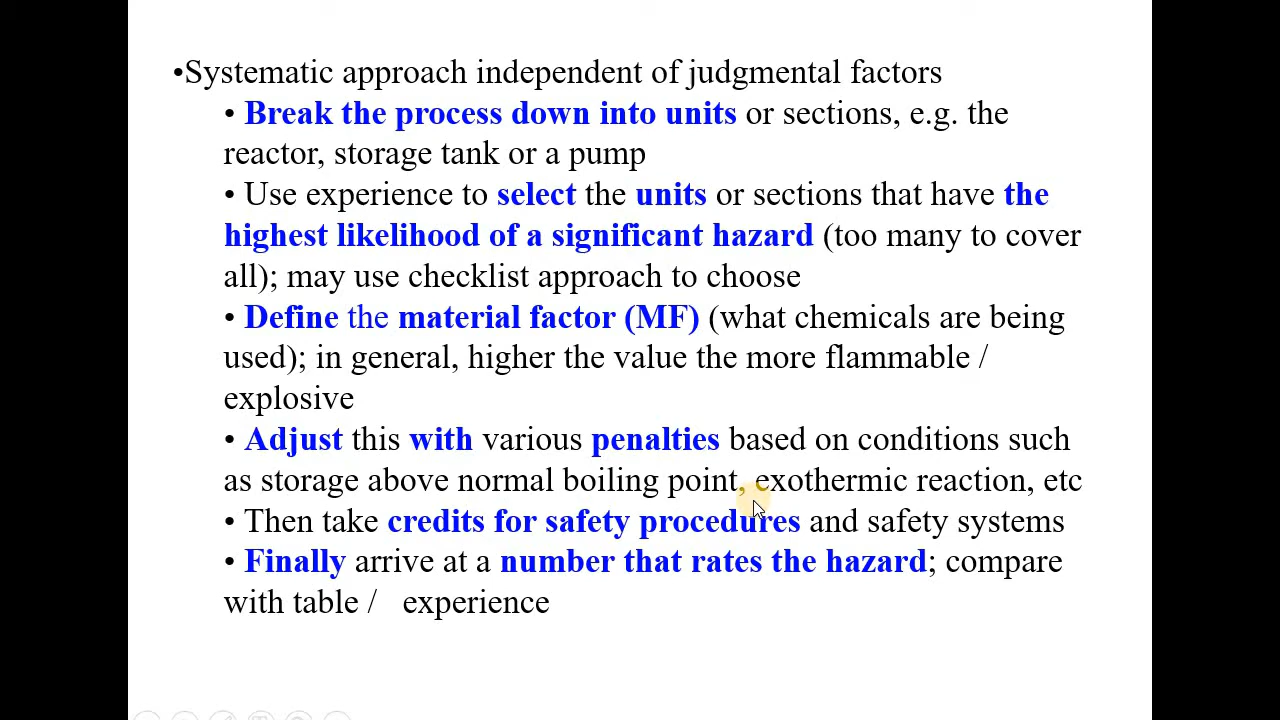 •Systematic approach independent of judgmental factors
• Break the process down into units or sections, e.g. the
reactor, storage tank or a pump
• Use experience to select the units or sections that have the
highest likelihood of a significant hazard (too many to cover
all); may use checklist approach to choose
• Define the material factor (MF) (what chemicals are being
used); in general, higher the value the more flammable /
explosive
• Adjust this with various penalties based on conditions such
as storage above normal boiling point, exothermic reaction, etc
• Then take credits for safety procedures and safety systems
• Finally arrive at a number that rates the hazard; compare
with table / experience